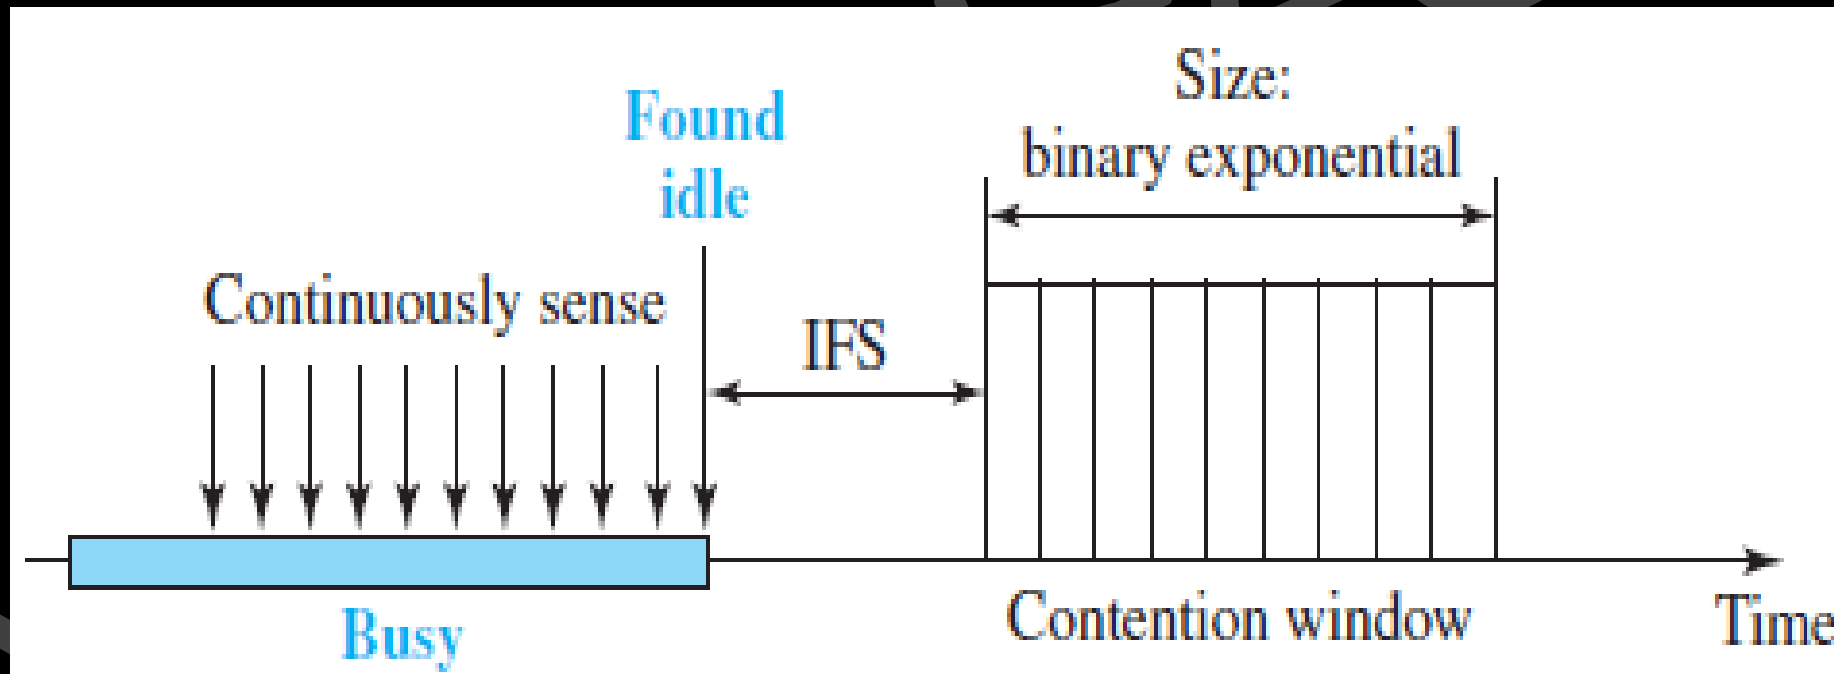 Size:
binary exponential
Found
idle
Continuously sense
IFS
Busy
Contention window
Time